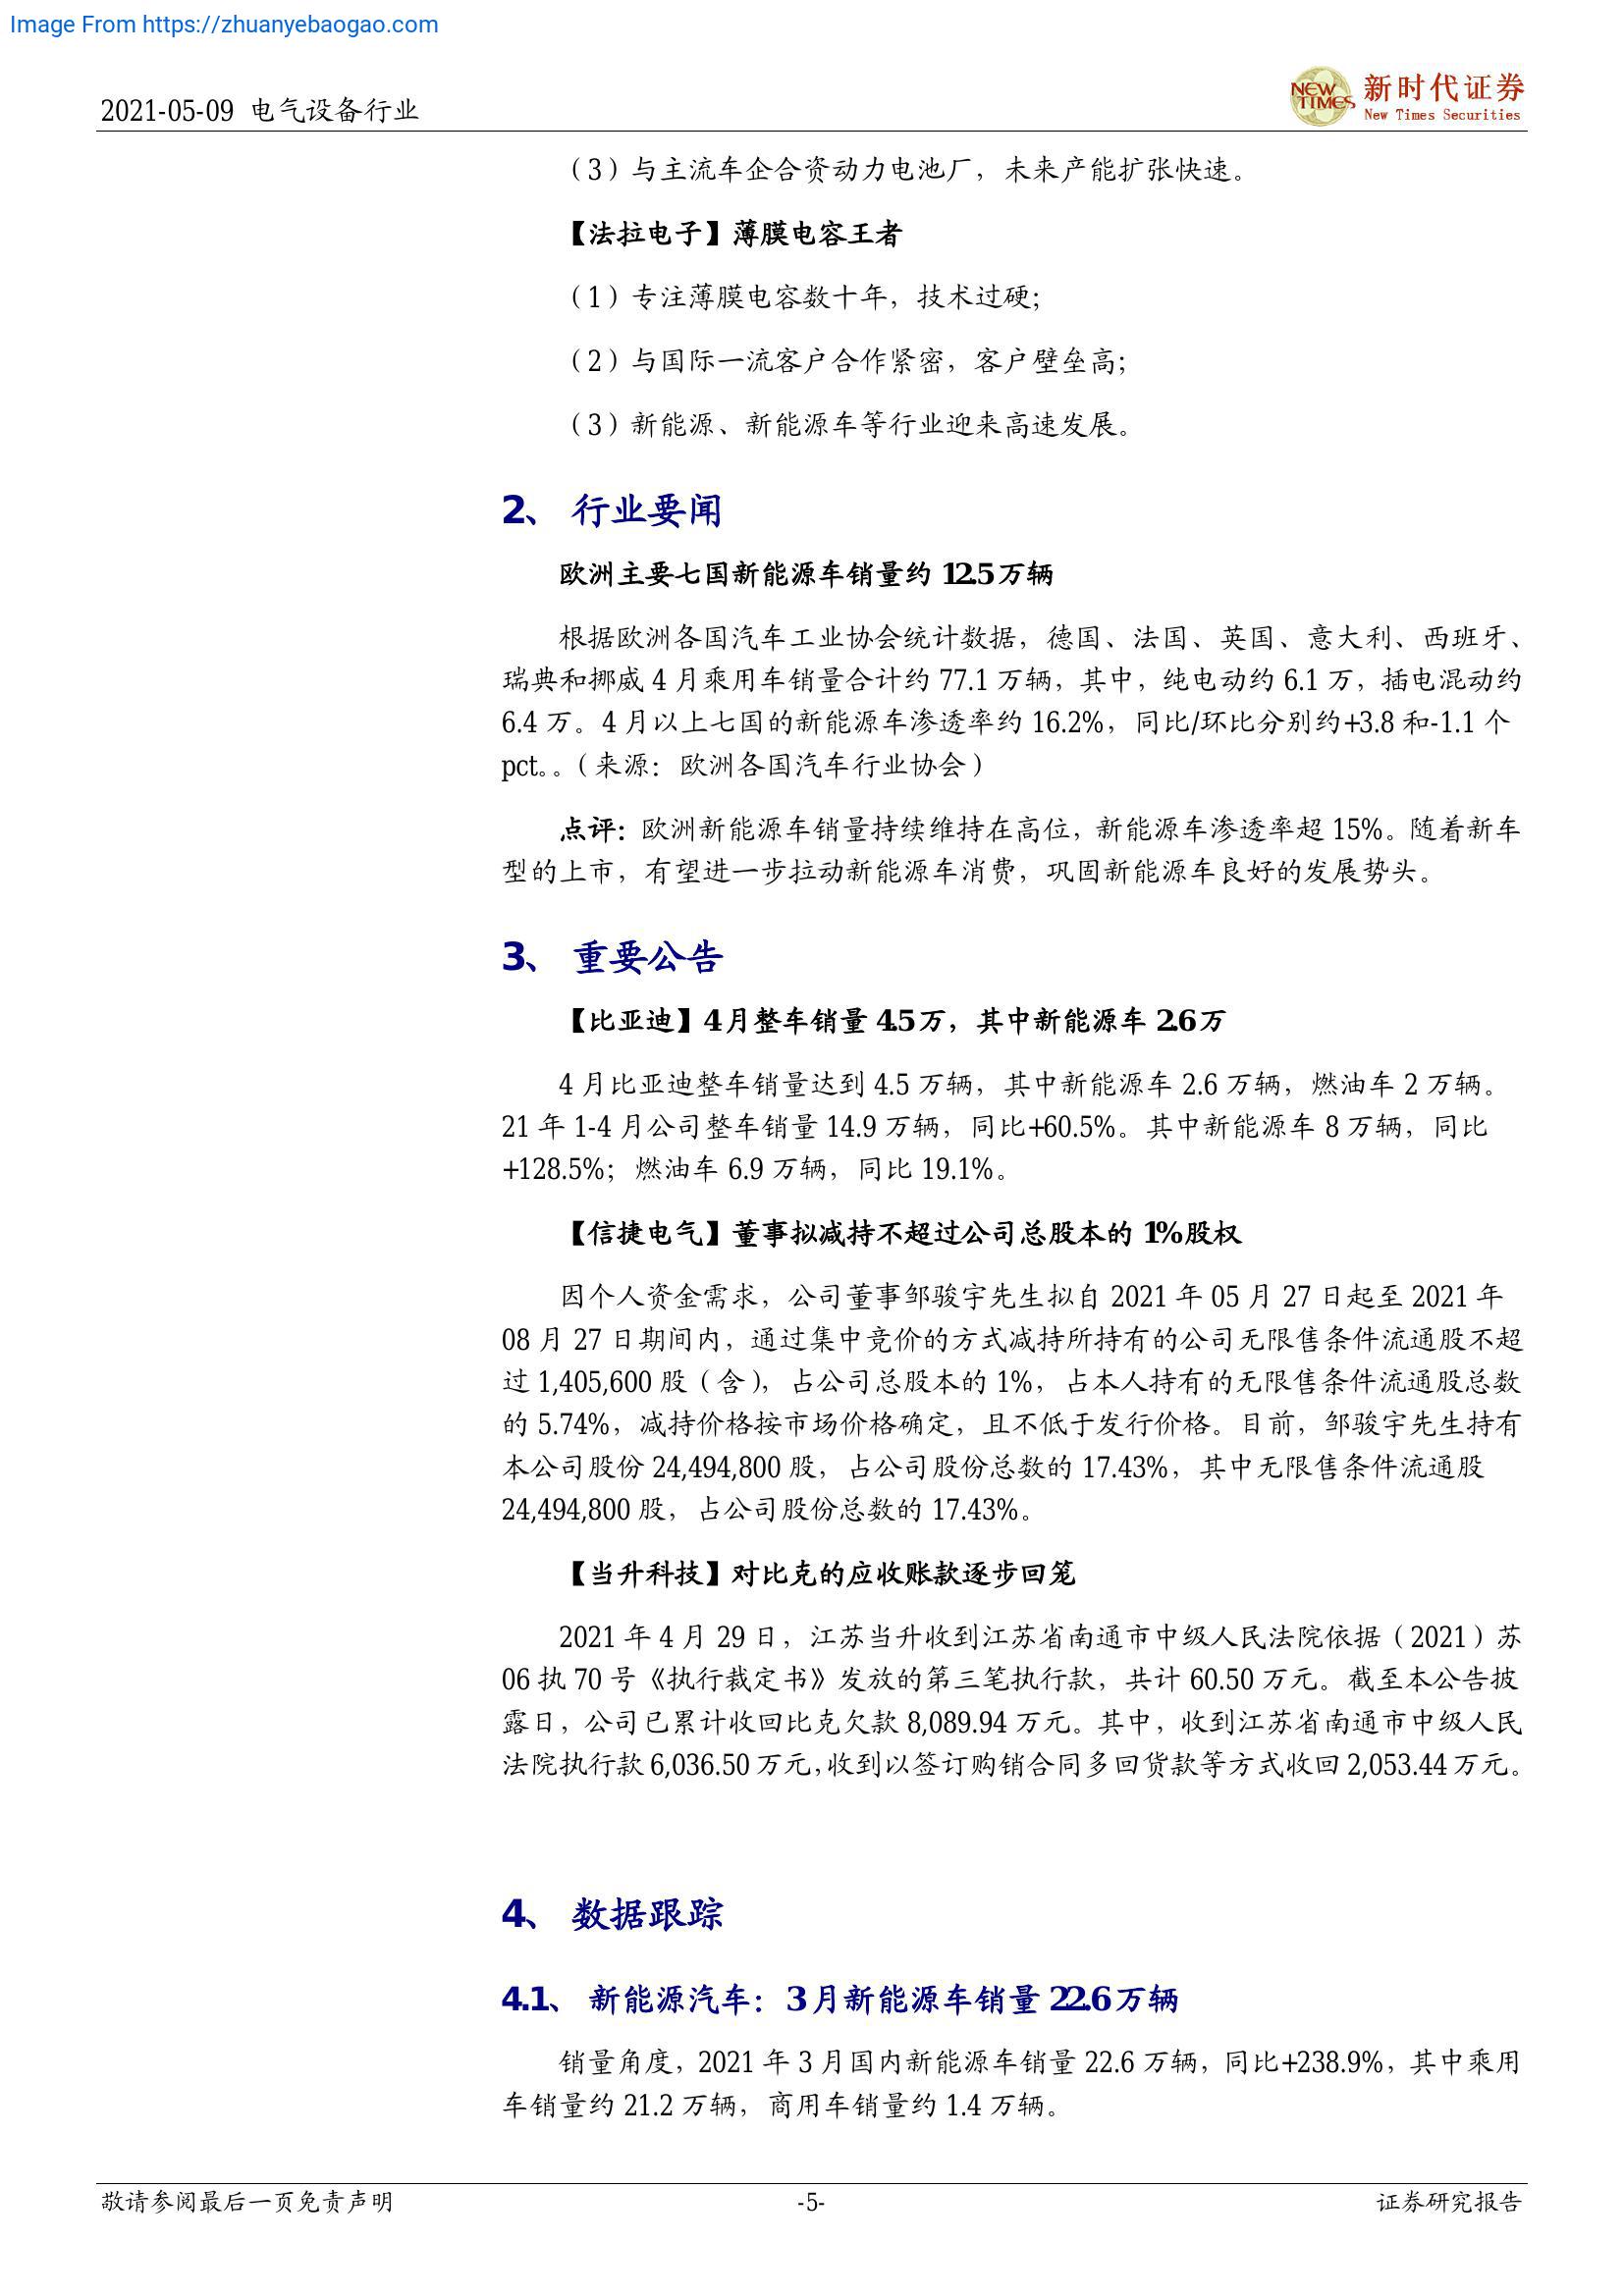 Image From https://zhuanyebaogao.com
2021-05-09 电气设备行业
NEW TIMES 新时代证券
New Times Securities
（3）与主流车企合资动力电池厂，未来产能扩张快速。
【法拉电子】薄膜电容王者
（1）专注薄膜电容数十年，技术过硬；
（2）与国际一流客户合作紧密，客户壁垒高；
（3）新能源、新能源车等行业迎来高速发展。
2、 行业要闻
欧洲主要七国新能源车销量约 12.5 万辆
根据欧洲各国汽车工业协会统计数据，德国、法国、英国、意大利、西班牙、
瑞典和挪威 4 月乘用车销量合计约 77.1 万辆，其中，纯电动约 6.1 万，插电混动约
6.4 万。4 月以上七国的新能源车渗透率约 16.2%，同比/环比分别约+3.8 和-1.1 个
pct。。（来源：欧洲各国汽车行业协会）
点评：欧洲新能源车销量持续维持在高位，新能源车渗透率超 15%。随着新车
型的上市，有望进一步拉动新能源车消费，巩固新能源车良好的发展势头。
3、 重要公告
【比亚迪】4 月整车销量 4.5 万，其中新能源车 2.6 万
4 月比亚迪整车销量达到 4.5 万辆，其中新能源车 2.6 万辆，燃油车 2 万辆。
21 年 1-4 月公司整车销量 14.9 万辆，同比+60.5%。其中新能源车 8 万辆，同比
+128.5%；燃油车 6.9 万辆，同比 19.1%。
【信捷电气】董事拟减持不超过公司总股本的 1%股权
因个人资金需求，公司董事邹骏宇先生拟自 2021 年 05 月 27 日起至 2021 年
08 月 27 日期间内，通过集中竞价的方式减持所持有的公司无限售条件流通股不超
过 1,405,600 股（含），占公司总股本的 1%，占本人持有的无限售条件流通股总数
的 5.74%，减持价格按市场价格确定，且不低于发行价格。目前，邹骏宇先生持有
本公司股份 24,494,800 股，占公司股份总数的 17.43%，其中无限售条件流通股
24,494,800 股，占公司股份总数的 17.43%。
【当升科技】对比克的应收账款逐步回笼
2021 年 4 月 29 日，江苏当升收到江苏省南通市中级人民法院依据（2021）苏
06 执 70 号《执行裁定书》发放的第三笔执行款，共计 60.50 万元。截至本公告披
露日，公司已累计收回比克欠款 8,089.94 万元。其中，收到江苏省南通市中级人民
法院执行款 6,036.50 万元，收到以签订购销合同多回货款等方式收回 2,053.44 万元。
4、 数据跟踪
4.1、 新能源汽车：3 月新能源车销量 22.6 万辆
销量角度，2021 年 3 月国内新能源车销量 22.6 万辆，同比+238.9%，其中乘用
车销量约 21.2 万辆，商用车销量约 1.4 万辆。
敬请参阅最后一页免责声明
-5-
证券研究报告